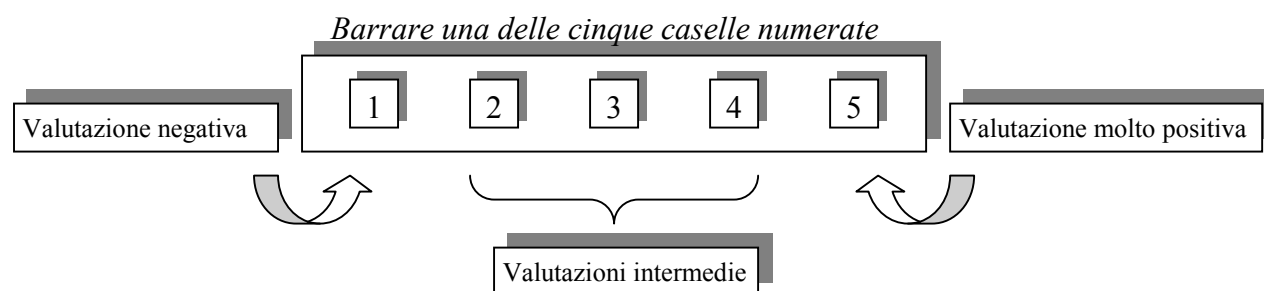 Barrare una delle cinque caselle numerate
1 2 3 4 5
Valutazione negativa
Valutazione molto positiva
Valutazioni intermedie